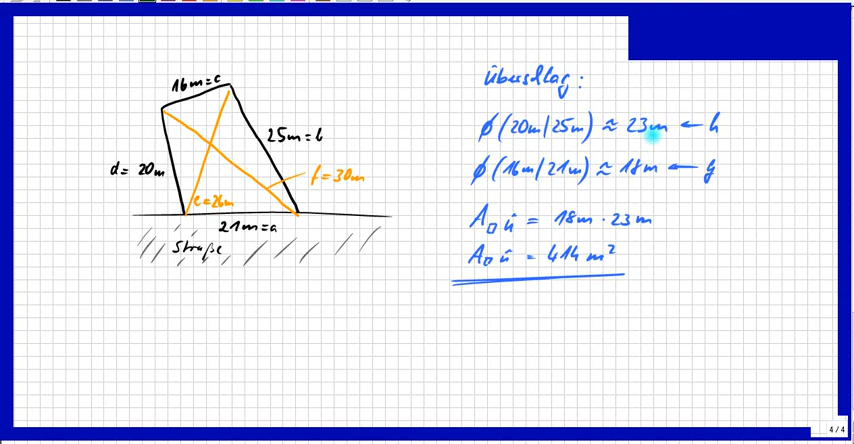 16m=c
25m=b
d=20m
f=30m
e=26m
21m=a
Straße
Überschlag:
ϕ(20m/25m) ≈ 23m ← h
ϕ(16m/21m) ≈ 18m ← g
A▱ü = 18m · 23m
A▱ü = 414 m²
4 / 4